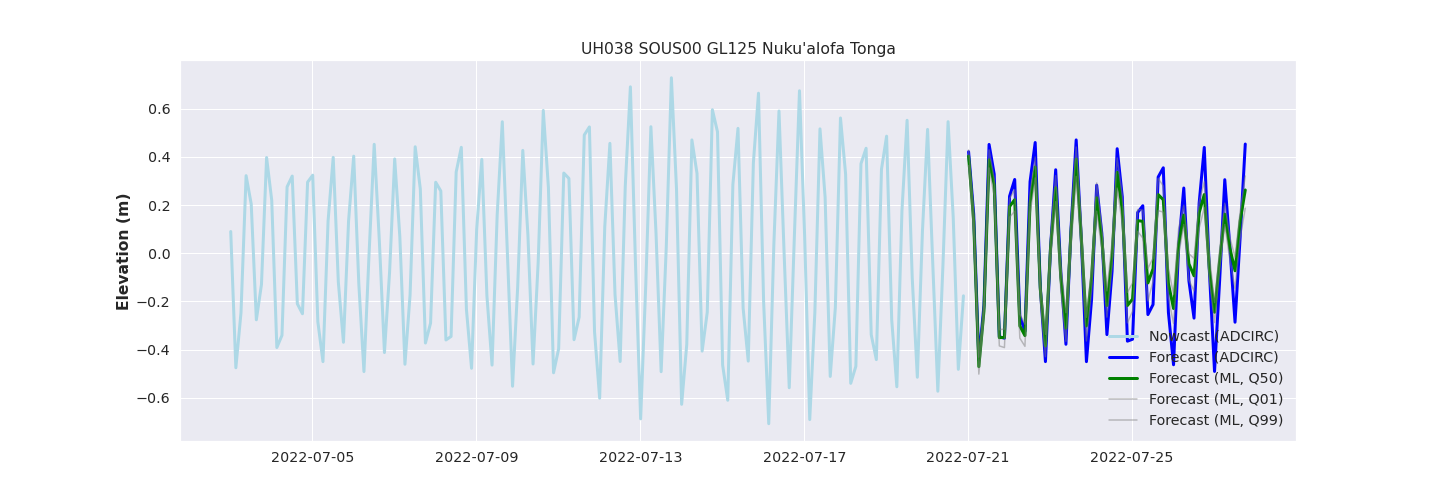 UH038 SOUS00 GL125 Nuku'alofa Tonga
Elevation (m)
0.6
0.4
0.2
0.0
−0.2
−0.4
−0.6
Nowcast (ADCIRC)
Forecast (ADCIRC)
Forecast (ML, Q50)
Forecast (ML, Q01)
Forecast (ML, Q99)
2022-07-05
2022-07-09
2022-07-13
2022-07-17
2022-07-21
2022-07-25